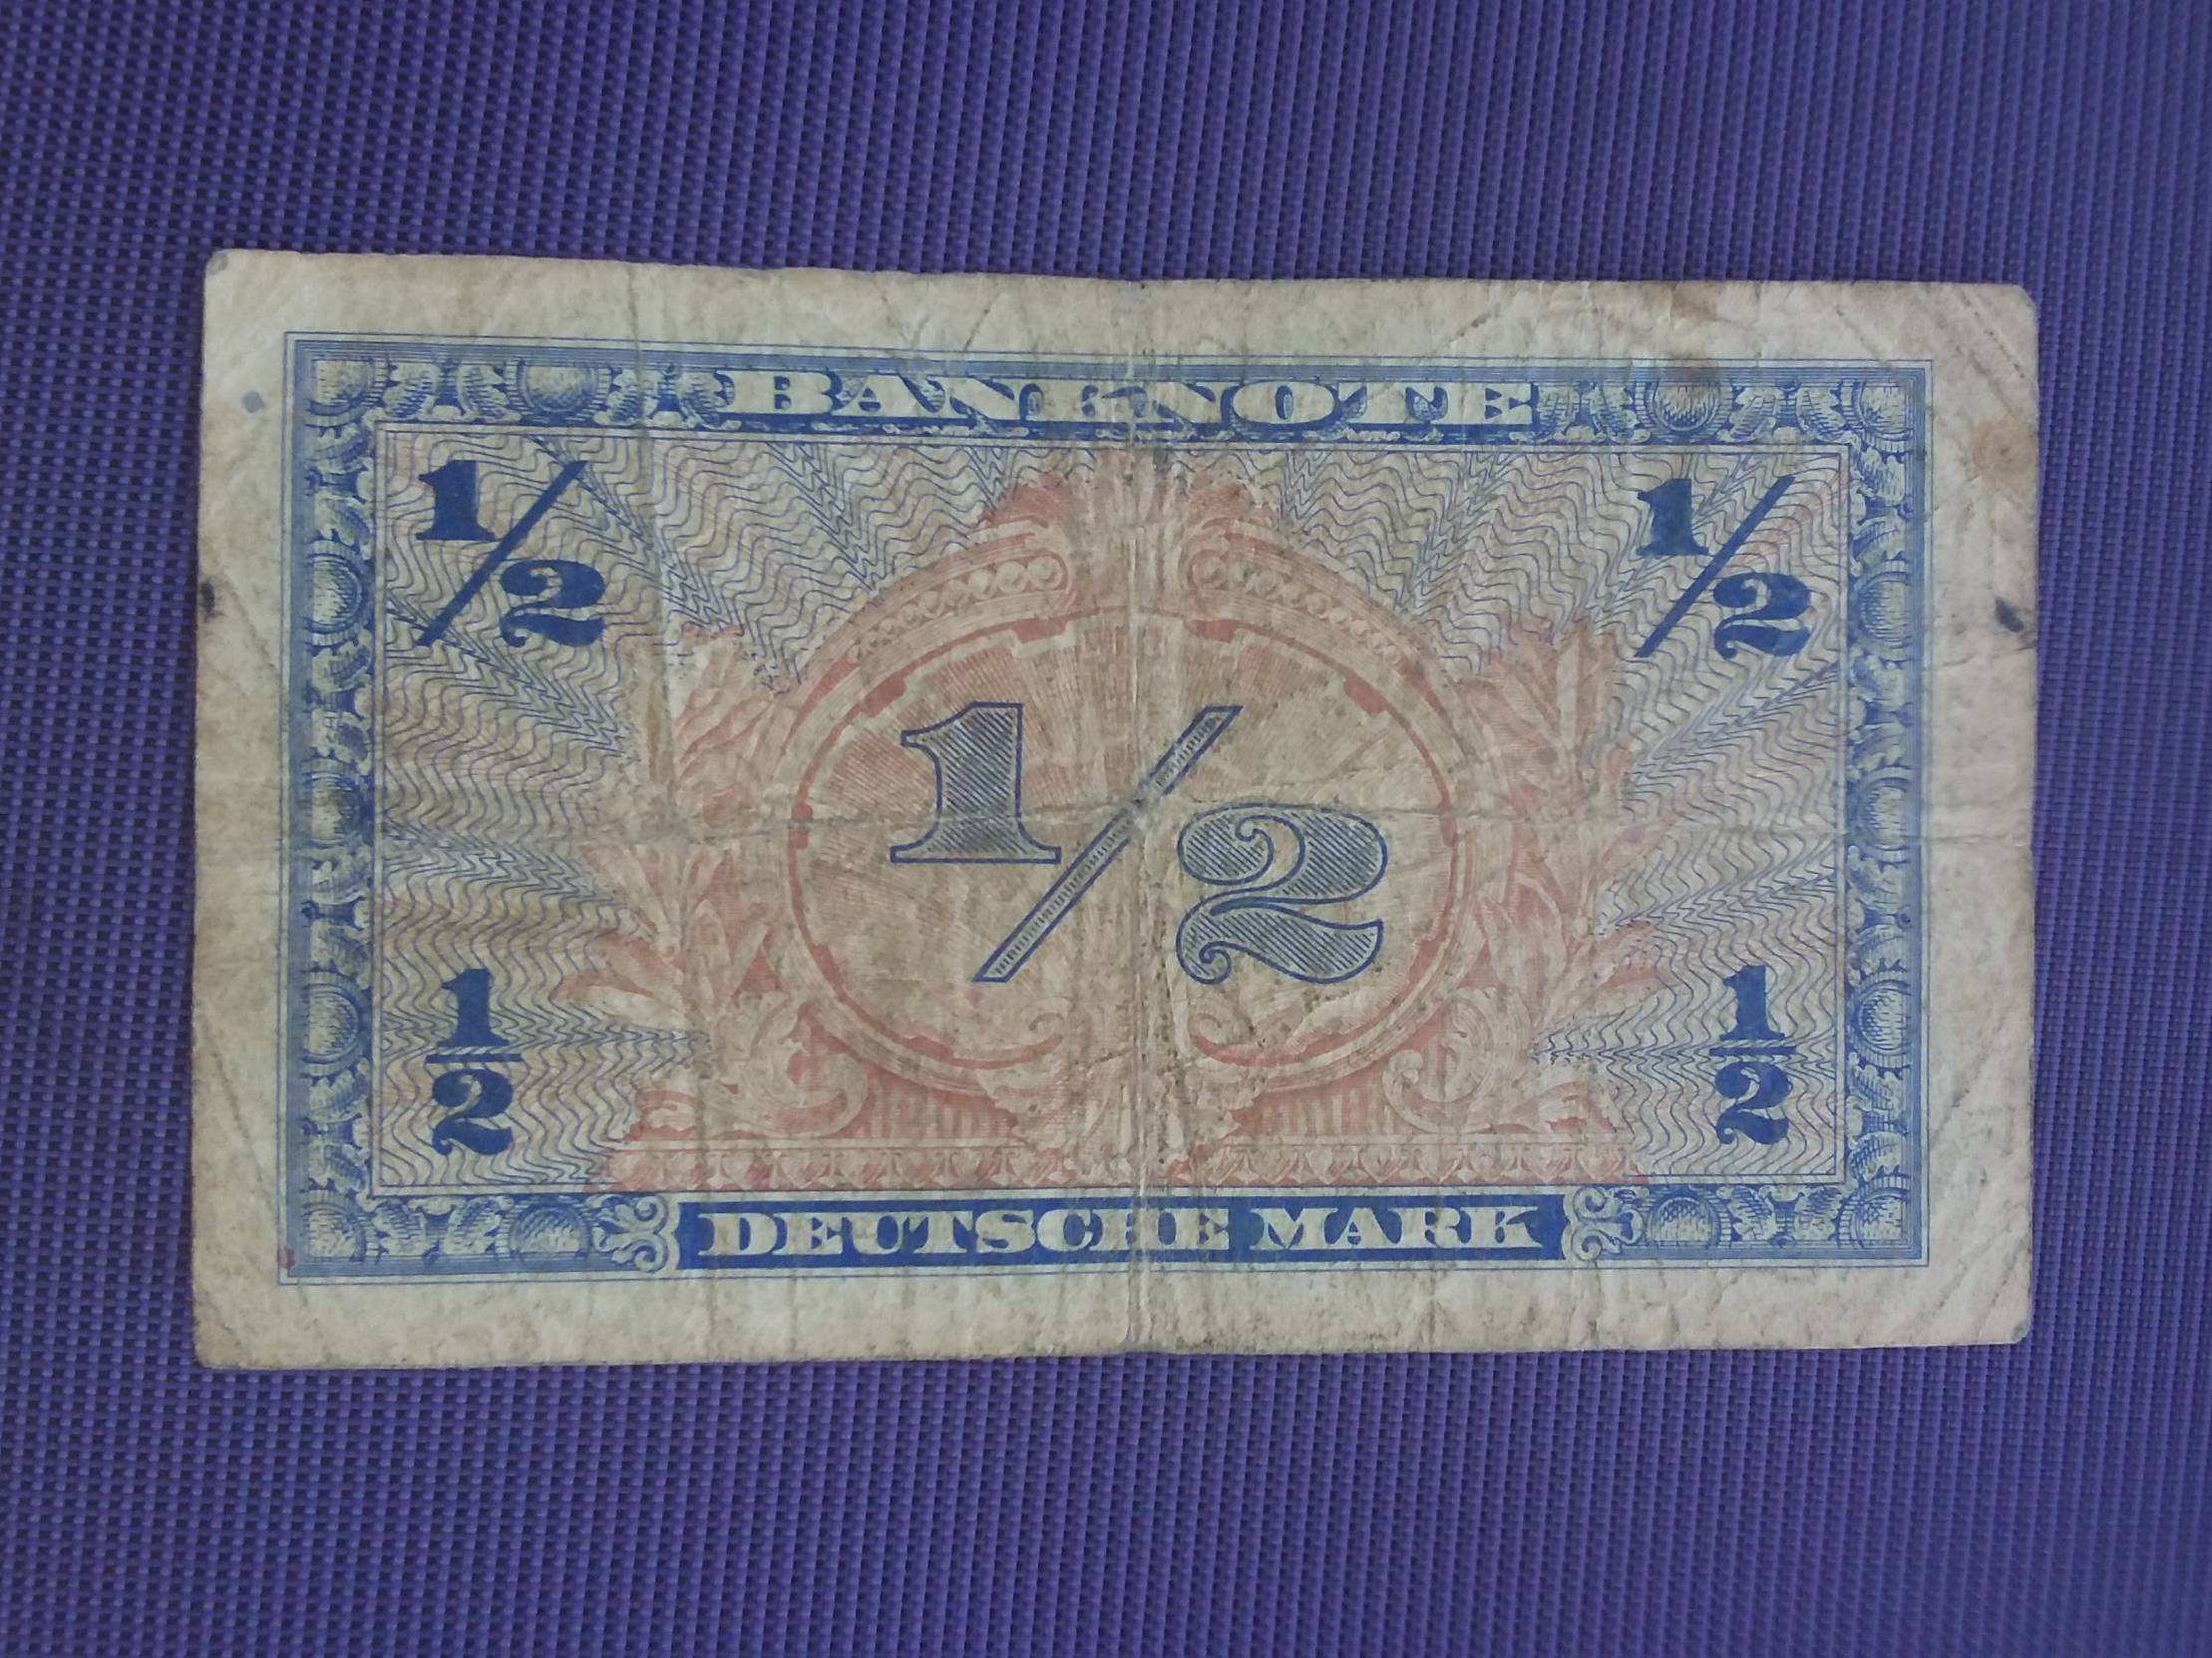 BANKNOTE
1/2 1/2
1/2
1/2 1/2
DEUTSCHE MARK